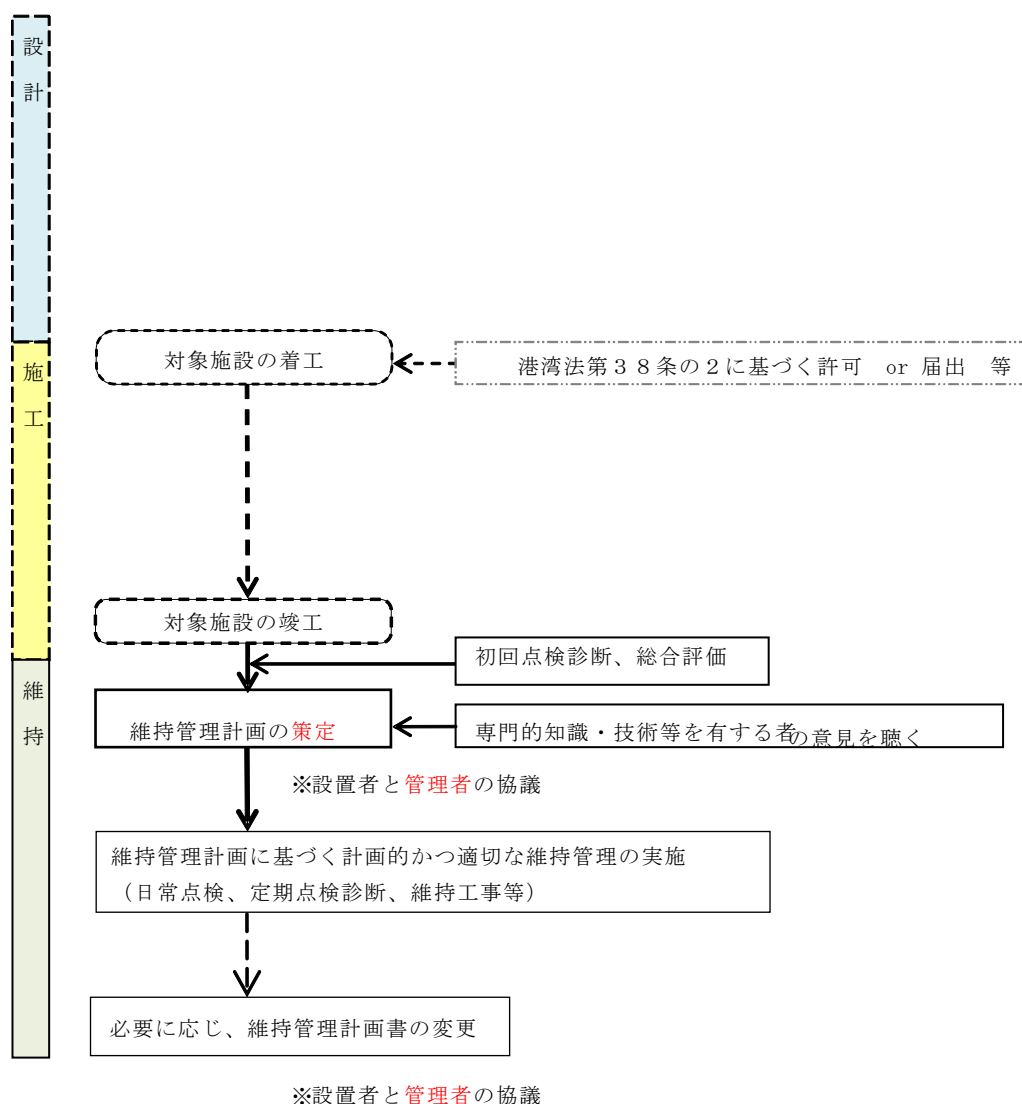 設計
対象施設の着工
港湾法第３８条の２に基づく許可　or 届出　等
施工
対象施設の竣工
初回点検診断、総合評価
維持
維持管理計画の策定
専門的知識・技術等を有する者の意見を聴く
※設置者と管理者の協議
維持管理計画に基づく計画的かつ適切な維持管理の実施
（日常点検、定期点検診断、維持工事等）
必要に応じ、維持管理計画書の変更
※設置者と管理者の協議